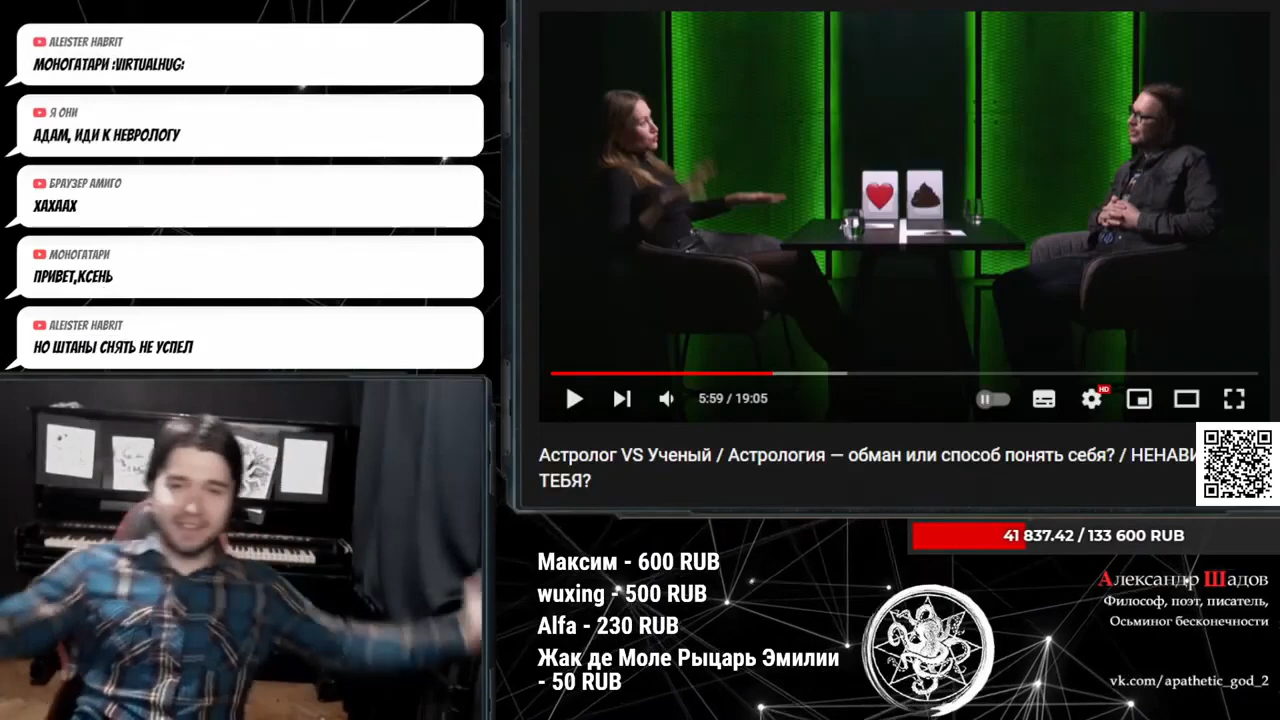 ALEISTER HABRIT
МОНОГАТАРИ :VIRTUALHUG:
Я ОНИ
АДАМ, ИДИ К НЕВРОЛОГУ
БРАУЗЕР АМИГО
ХАХААХ
МОНОГАТАРИ
ПРИВЕТ,КСЕНЬ
ALEISTER HABRIT
НО ШТАНЫ СНЯТЬ НЕ УСПЕЛ
5:59 / 19:05
HD
Астролог VS Ученый / Астрология — обман или способ понять себя? / НЕНАВИ
ТЕБЯ?
41 837.42 / 133 600 RUB
Максим - 600 RUB
wuxing - 500 RUB
Alfa - 230 RUB
Жак де Моле Рыцарь Эмилии
- 50 RUB
Александр Шадов
Философ, поэт, писатель,
Осьминог бесконечности
vk.com/apathetic_god_2